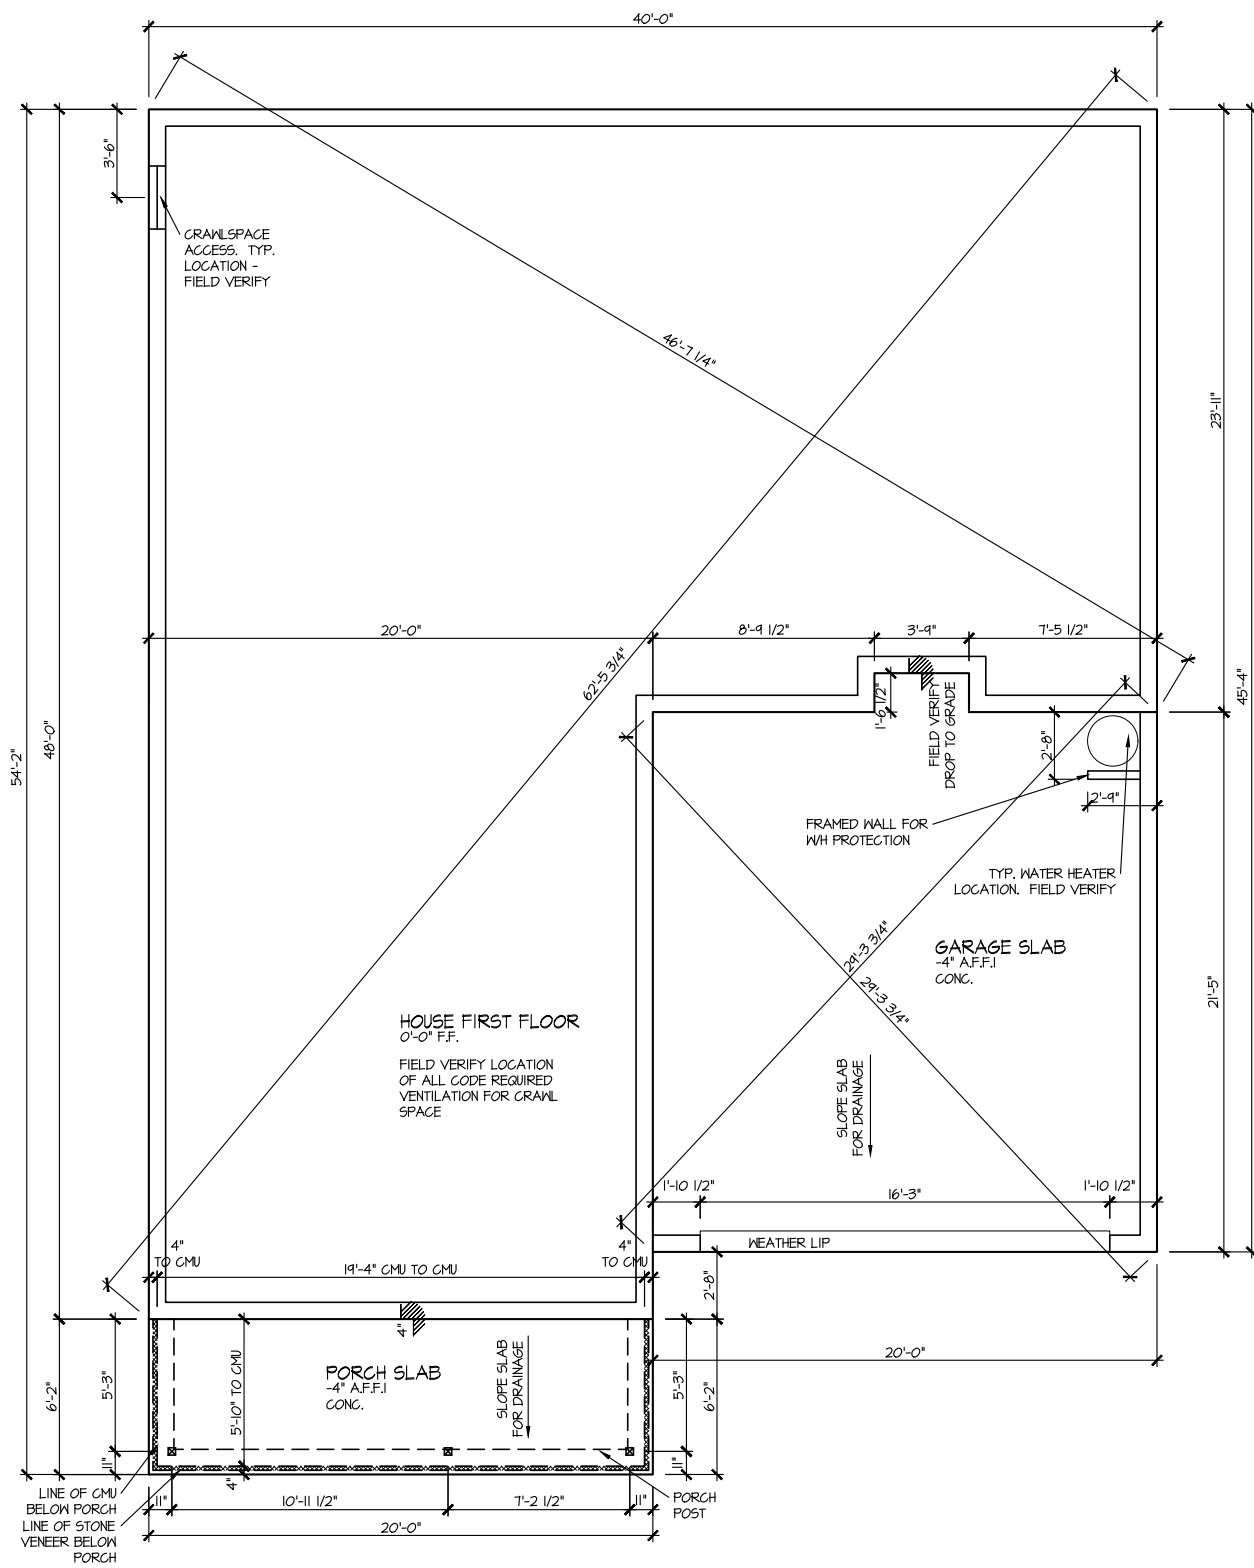 40'-0"
3'-6"
CRAWLSPACE
ACCESS. TYP.
LOCATION -
FIELD VERIFY
46'-7 1/4"
23'-11"
20'-0"
8'-9 1/2"
3'-9"
7'-5 1/2"
62'-5 3/4"
1'-6 1/2"
FIELD VERIFY
DROP TO GRADE
45'-4"
48'-0"
54'-2"
2'-8"
2'-9"
FRAMED WALL FOR
W/H PROTECTION
TYP. WATER HEATER
LOCATION. FIELD VERIFY
29'-3 3/4"
29'-3 3/4"
GARAGE SLAB
-4" A.F.F.1
CONC.
21'-5"
HOUSE FIRST FLOOR
0'-0" F.F.
FIELD VERIFY LOCATION
OF ALL CODE REQUIRED
VENTILATION FOR CRAWL
SPACE
SLOPE SLAB
FOR DRAINAGE
1'-10 1/2"
16'-3"
1'-10 1/2"
WEATHER LIP
4"
TO CMU
19'-4" CMU TO CMU
4"
TO CMU
2'-8"
4"
20'-0"
6'-2"
5'-3"
5'-10" TO CMU
PORCH SLAB
-4" A.F.F.1
CONC.
SLOPE SLAB
FOR DRAINAGE
5'-3"
6'-2"
11"
4"
11"
LINE OF CMU
BELOW PORCH
LINE OF STONE
VENEER BELOW
PORCH
11"
10'-11 1/2"
7'-2 1/2"
11"
PORCH
POST
20'-0"